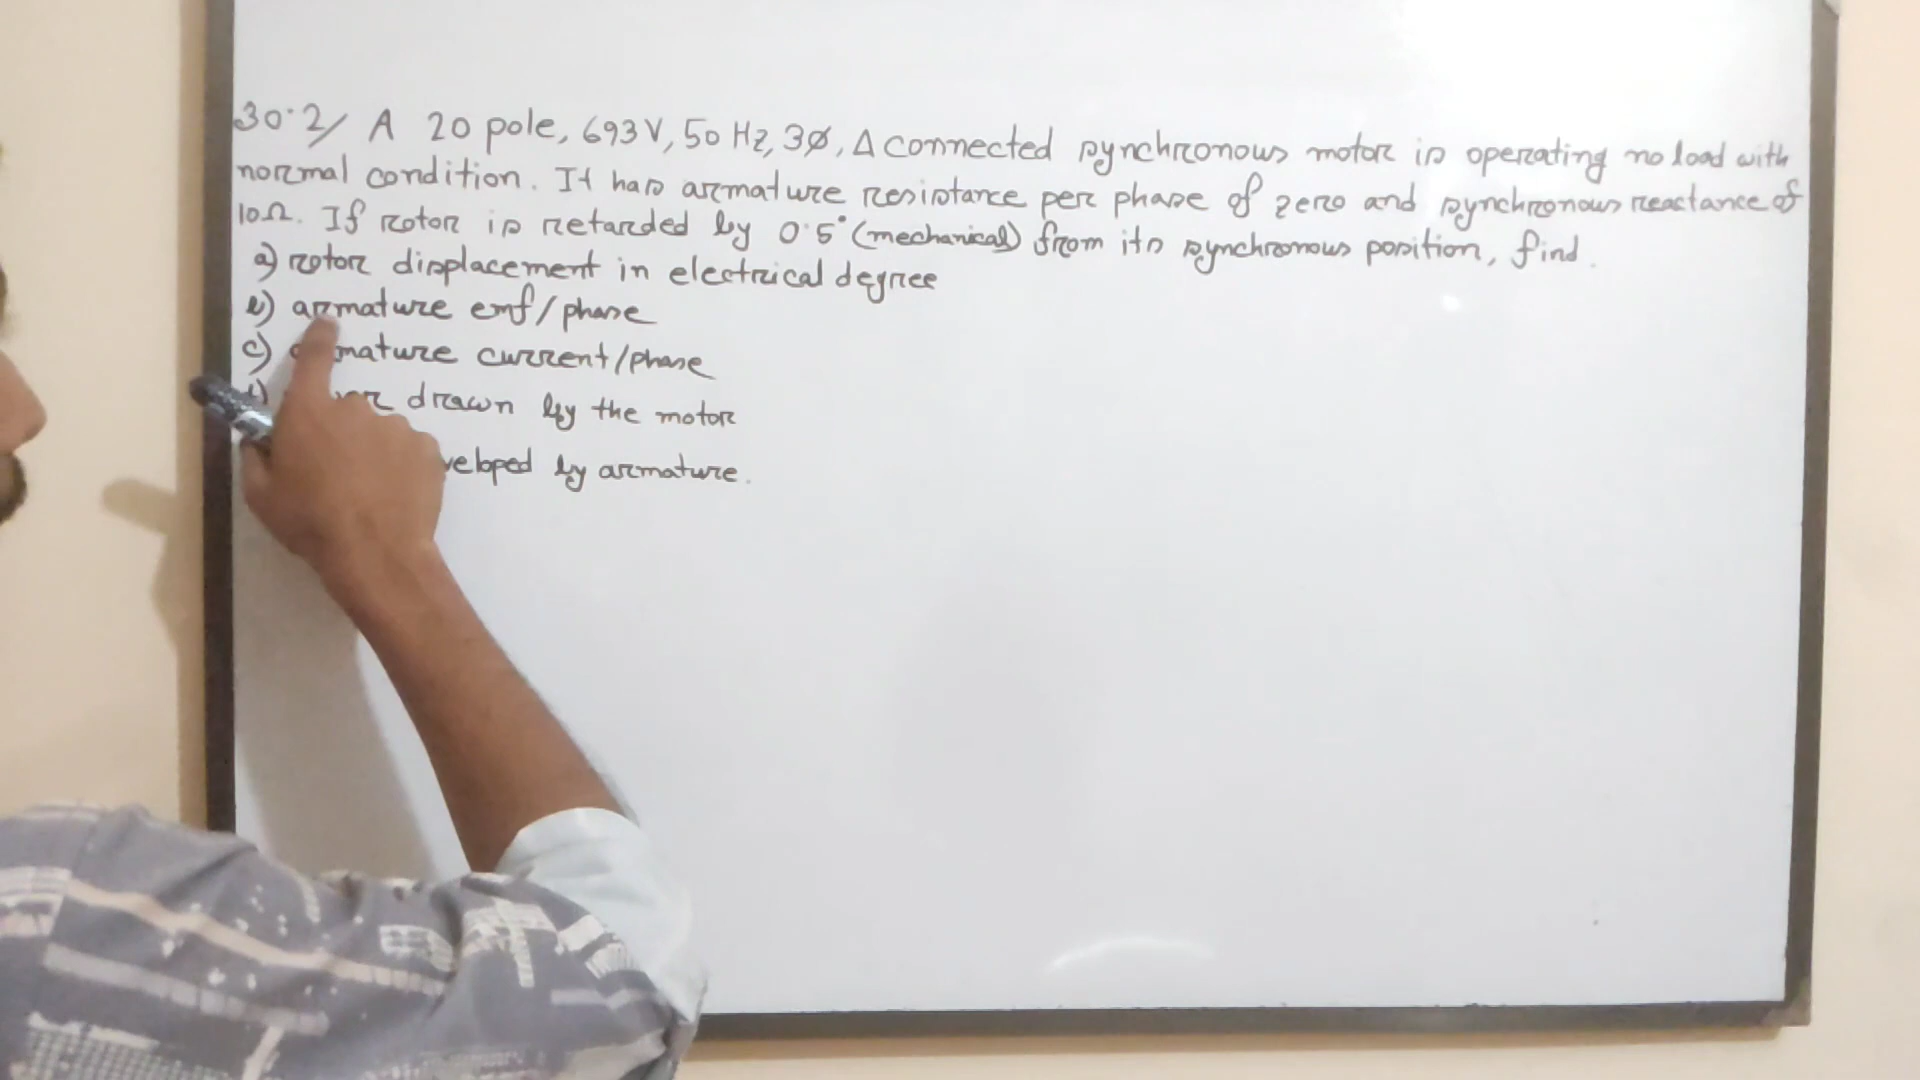 30.2/ A 20 pole, 693V, 50 Hz, 3ø, Δ connected synchronous motor is operating no load with
normal condition. It has armature resistance per phase of zero and synchronous reactance of
10Ω. If rotor is retarded by 0.5° (mechanical) from its synchronous position, find.
a) rotor displacement in electrical degree
b) armature emf/phase
c) armature current/phase
drawn by the motor
by armature.